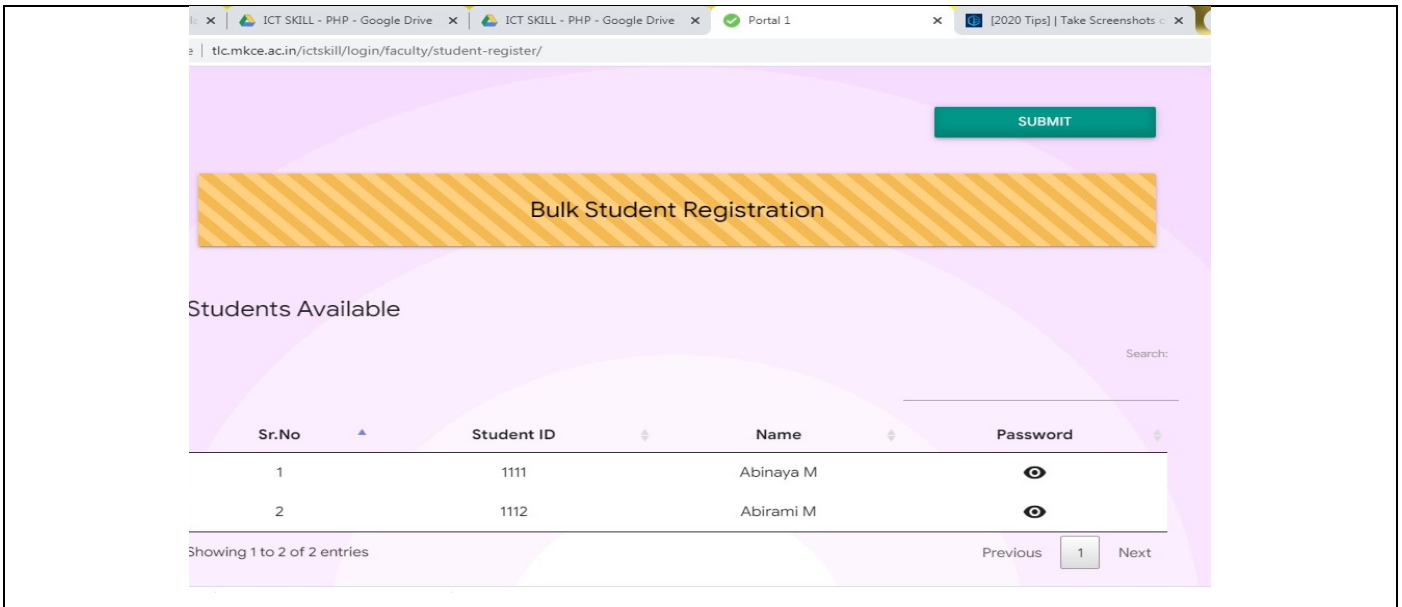 ICT SKILL - PHP - Google Drive ICT SKILL - PHP - Google Drive Portal 1 [2020 Tips] | Take Screenshots
tlc.mkce.ac.in/ictskill/login/faculty/student-register/
SUBMIT
Bulk Student Registration
Students Available
Search:
Sr.No Student ID Name Password
1 1111 Abinaya M
2 1112 Abirami M
Showing 1 to 2 of 2 entries
Previous 1 Next